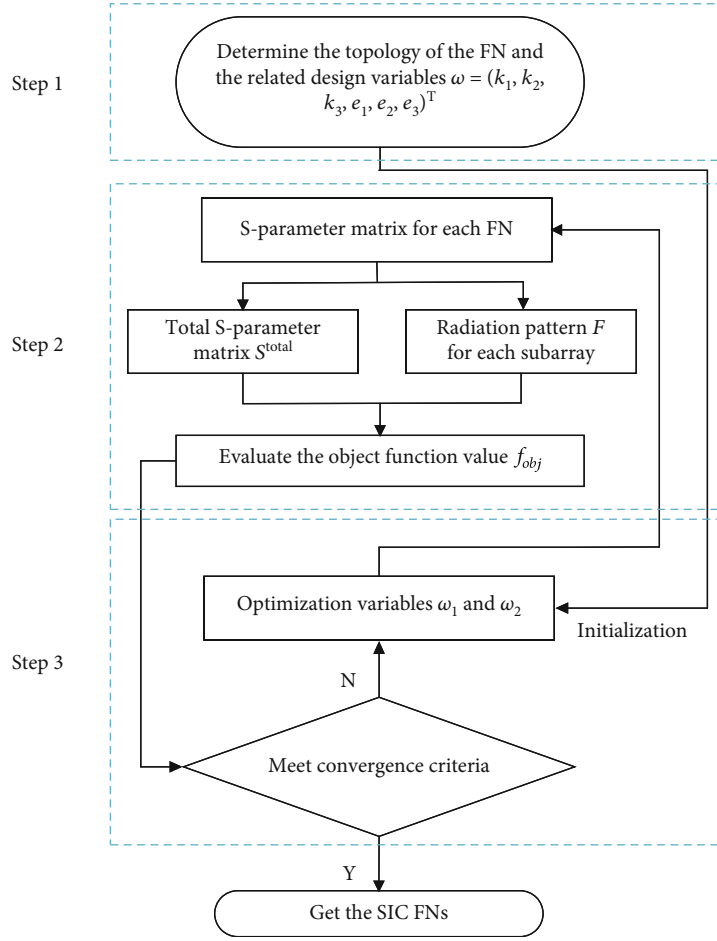 Step 1
Determine the topology of the FN and
the related design variables ω = (k₁, k₂,
k₃, e₁, e₂, e₃)ᵀ
Step 2
S-parameter matrix for each FN
Total S-parameter
matrix Sᵗᵒᵗᵃˡ
Radiation pattern F
for each subarray
Evaluate the object function value f_obj
Step 3
Optimization variables ω₁ and ω₂
Initialization
N
Meet convergence criteria
Y
Get the SIC FNs